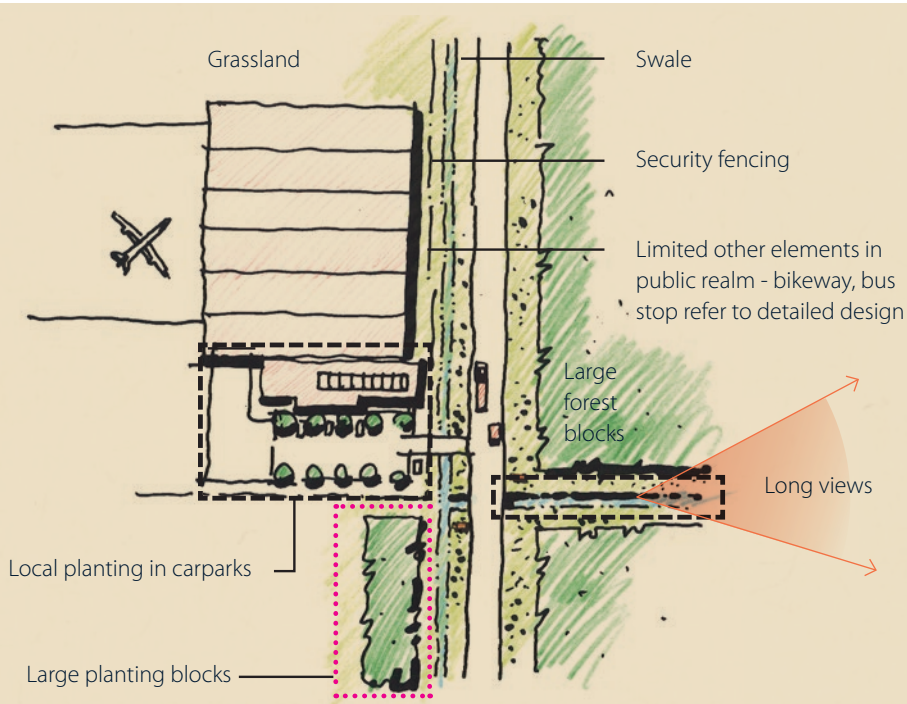 Grassland
Swale
Security fencing
Limited other elements in
public realm - bikeway, bus
stop refer to detailed design
Large
forest
blocks
Long views
Local planting in carparks
Large planting blocks